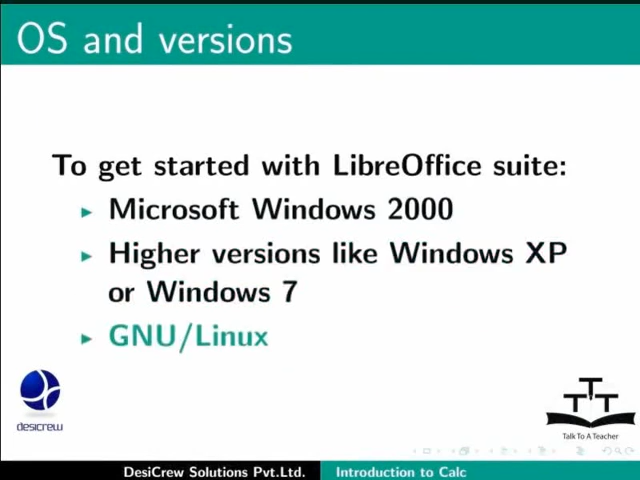 OS and versions
To get started with LibreOffice suite:
Microsoft Windows 2000
Higher versions like Windows XP
or Windows 7
GNU/Linux
desicrew
TTT
Talk To A Teacher
DesiCrew Solutions Pvt.Ltd. Introduction to Calc